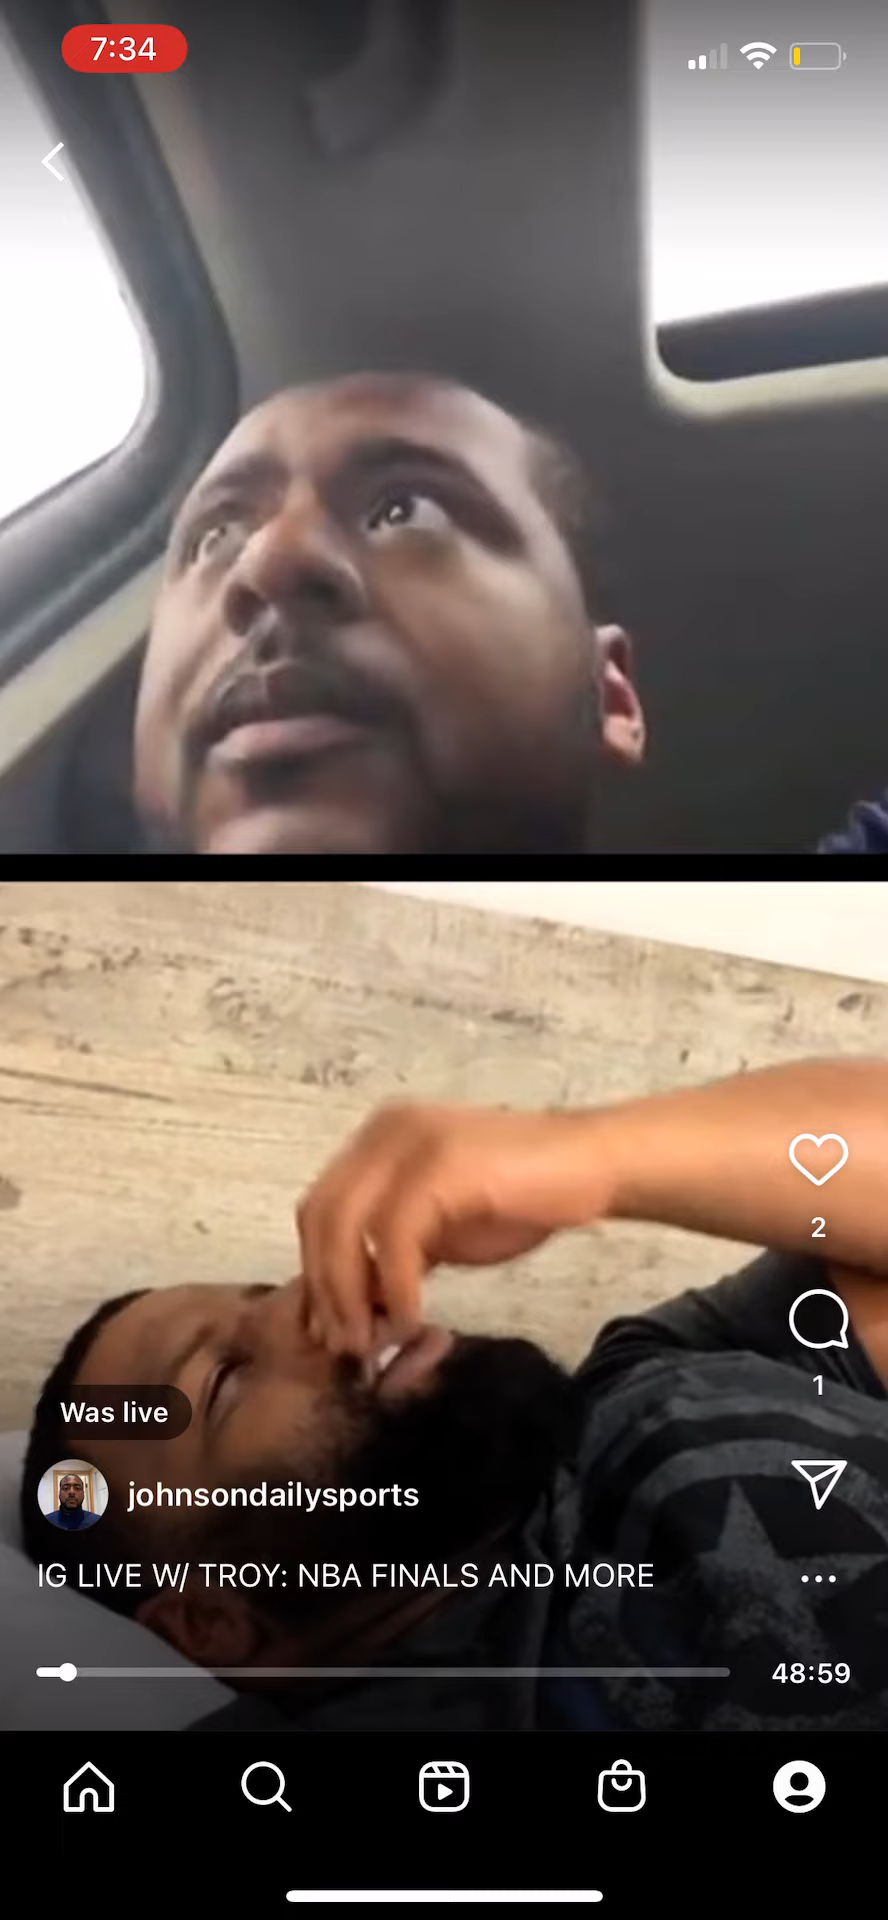 7:34
2
1
Was live
johnsondailysports
IG LIVE W/ TROY: NBA FINALS AND MORE
48:59